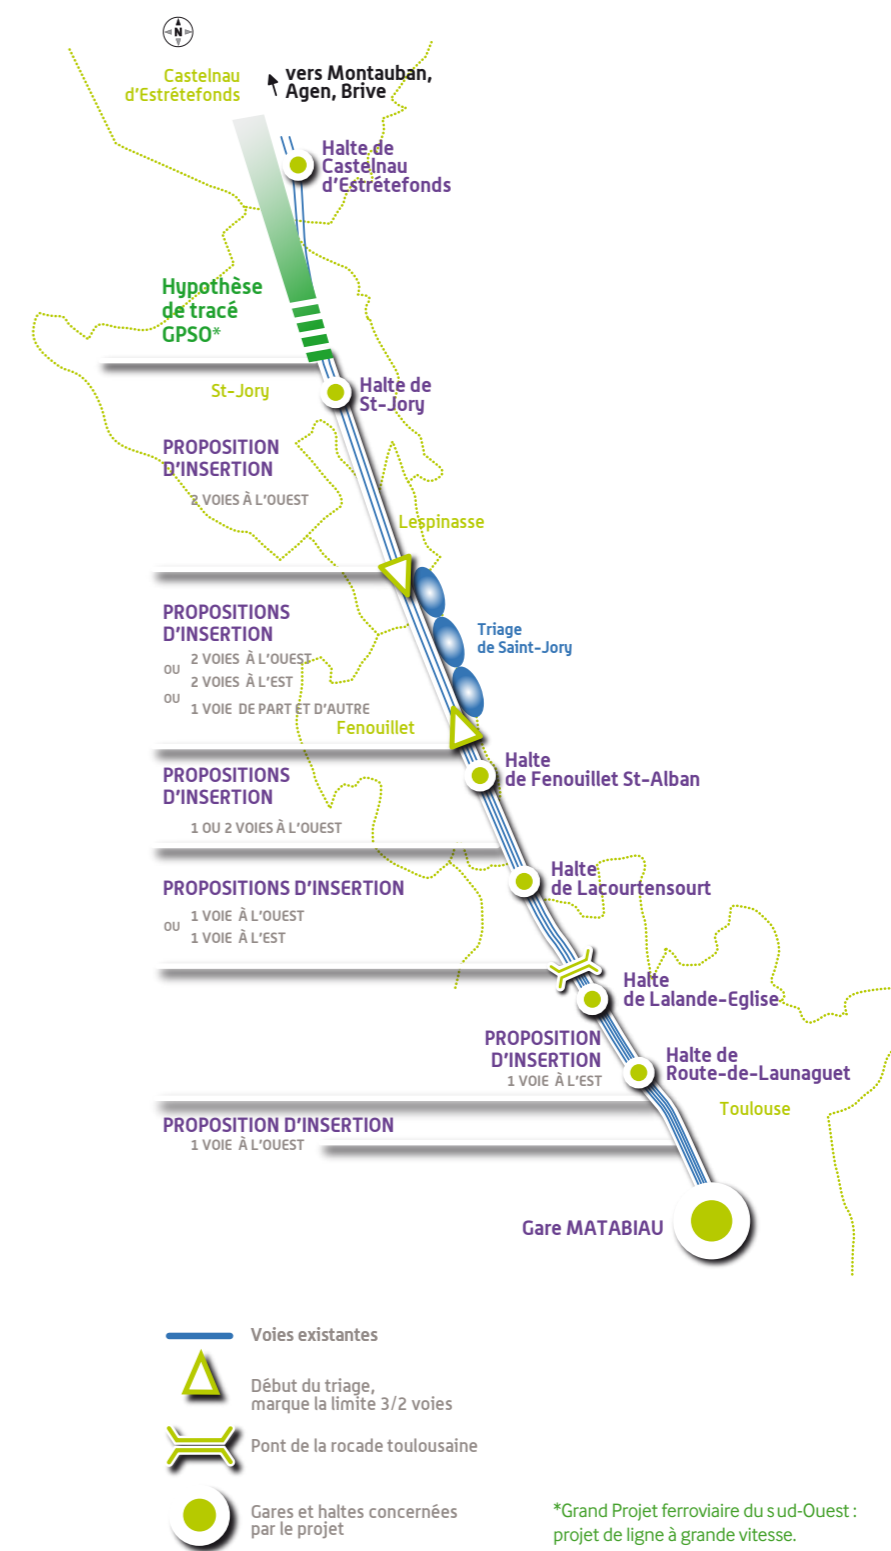 N
Castelnau
d'Estrétefonds
vers Montauban,
Agen, Brive
Halte de
Castelnau
d'Estrétefonds
Hypothèse
de tracé
GPSO*
St-Jory
Halte de
St-Jory
PROPOSITION
D'INSERTION
2 VOIES À L'OUEST
Lespinasse
PROPOSITIONS
D'INSERTION
2 VOIES À L'OUEST
OU
2 VOIES À L'EST
OU
1 VOIE DE PART ET D'AUTRE
Triage
de Saint-Jory
Fenouillet
Halte
de Fenouillet St-Alban
PROPOSITIONS
D'INSERTION
1 OU 2 VOIES À L'OUEST
Halte
de Lacourtensourt
PROPOSITIONS D'INSERTION
1 VOIE À L'OUEST
OU
1 VOIE À L'EST
Halte
de Lalande-Eglise
PROPOSITION
D'INSERTION
1 VOIE À L'EST
Halte de
Route-de-Launaguet
Toulouse
PROPOSITION D'INSERTION
1 VOIE À L'OUEST
Gare MATABIAU
Voies existantes
Début du triage,
marque la limite 3/2 voies
Pont de la rocade toulousaine
Gares et haltes concernées
par le projet
*Grand Projet ferroviaire du sud-Ouest :
projet de ligne à grande vitesse.